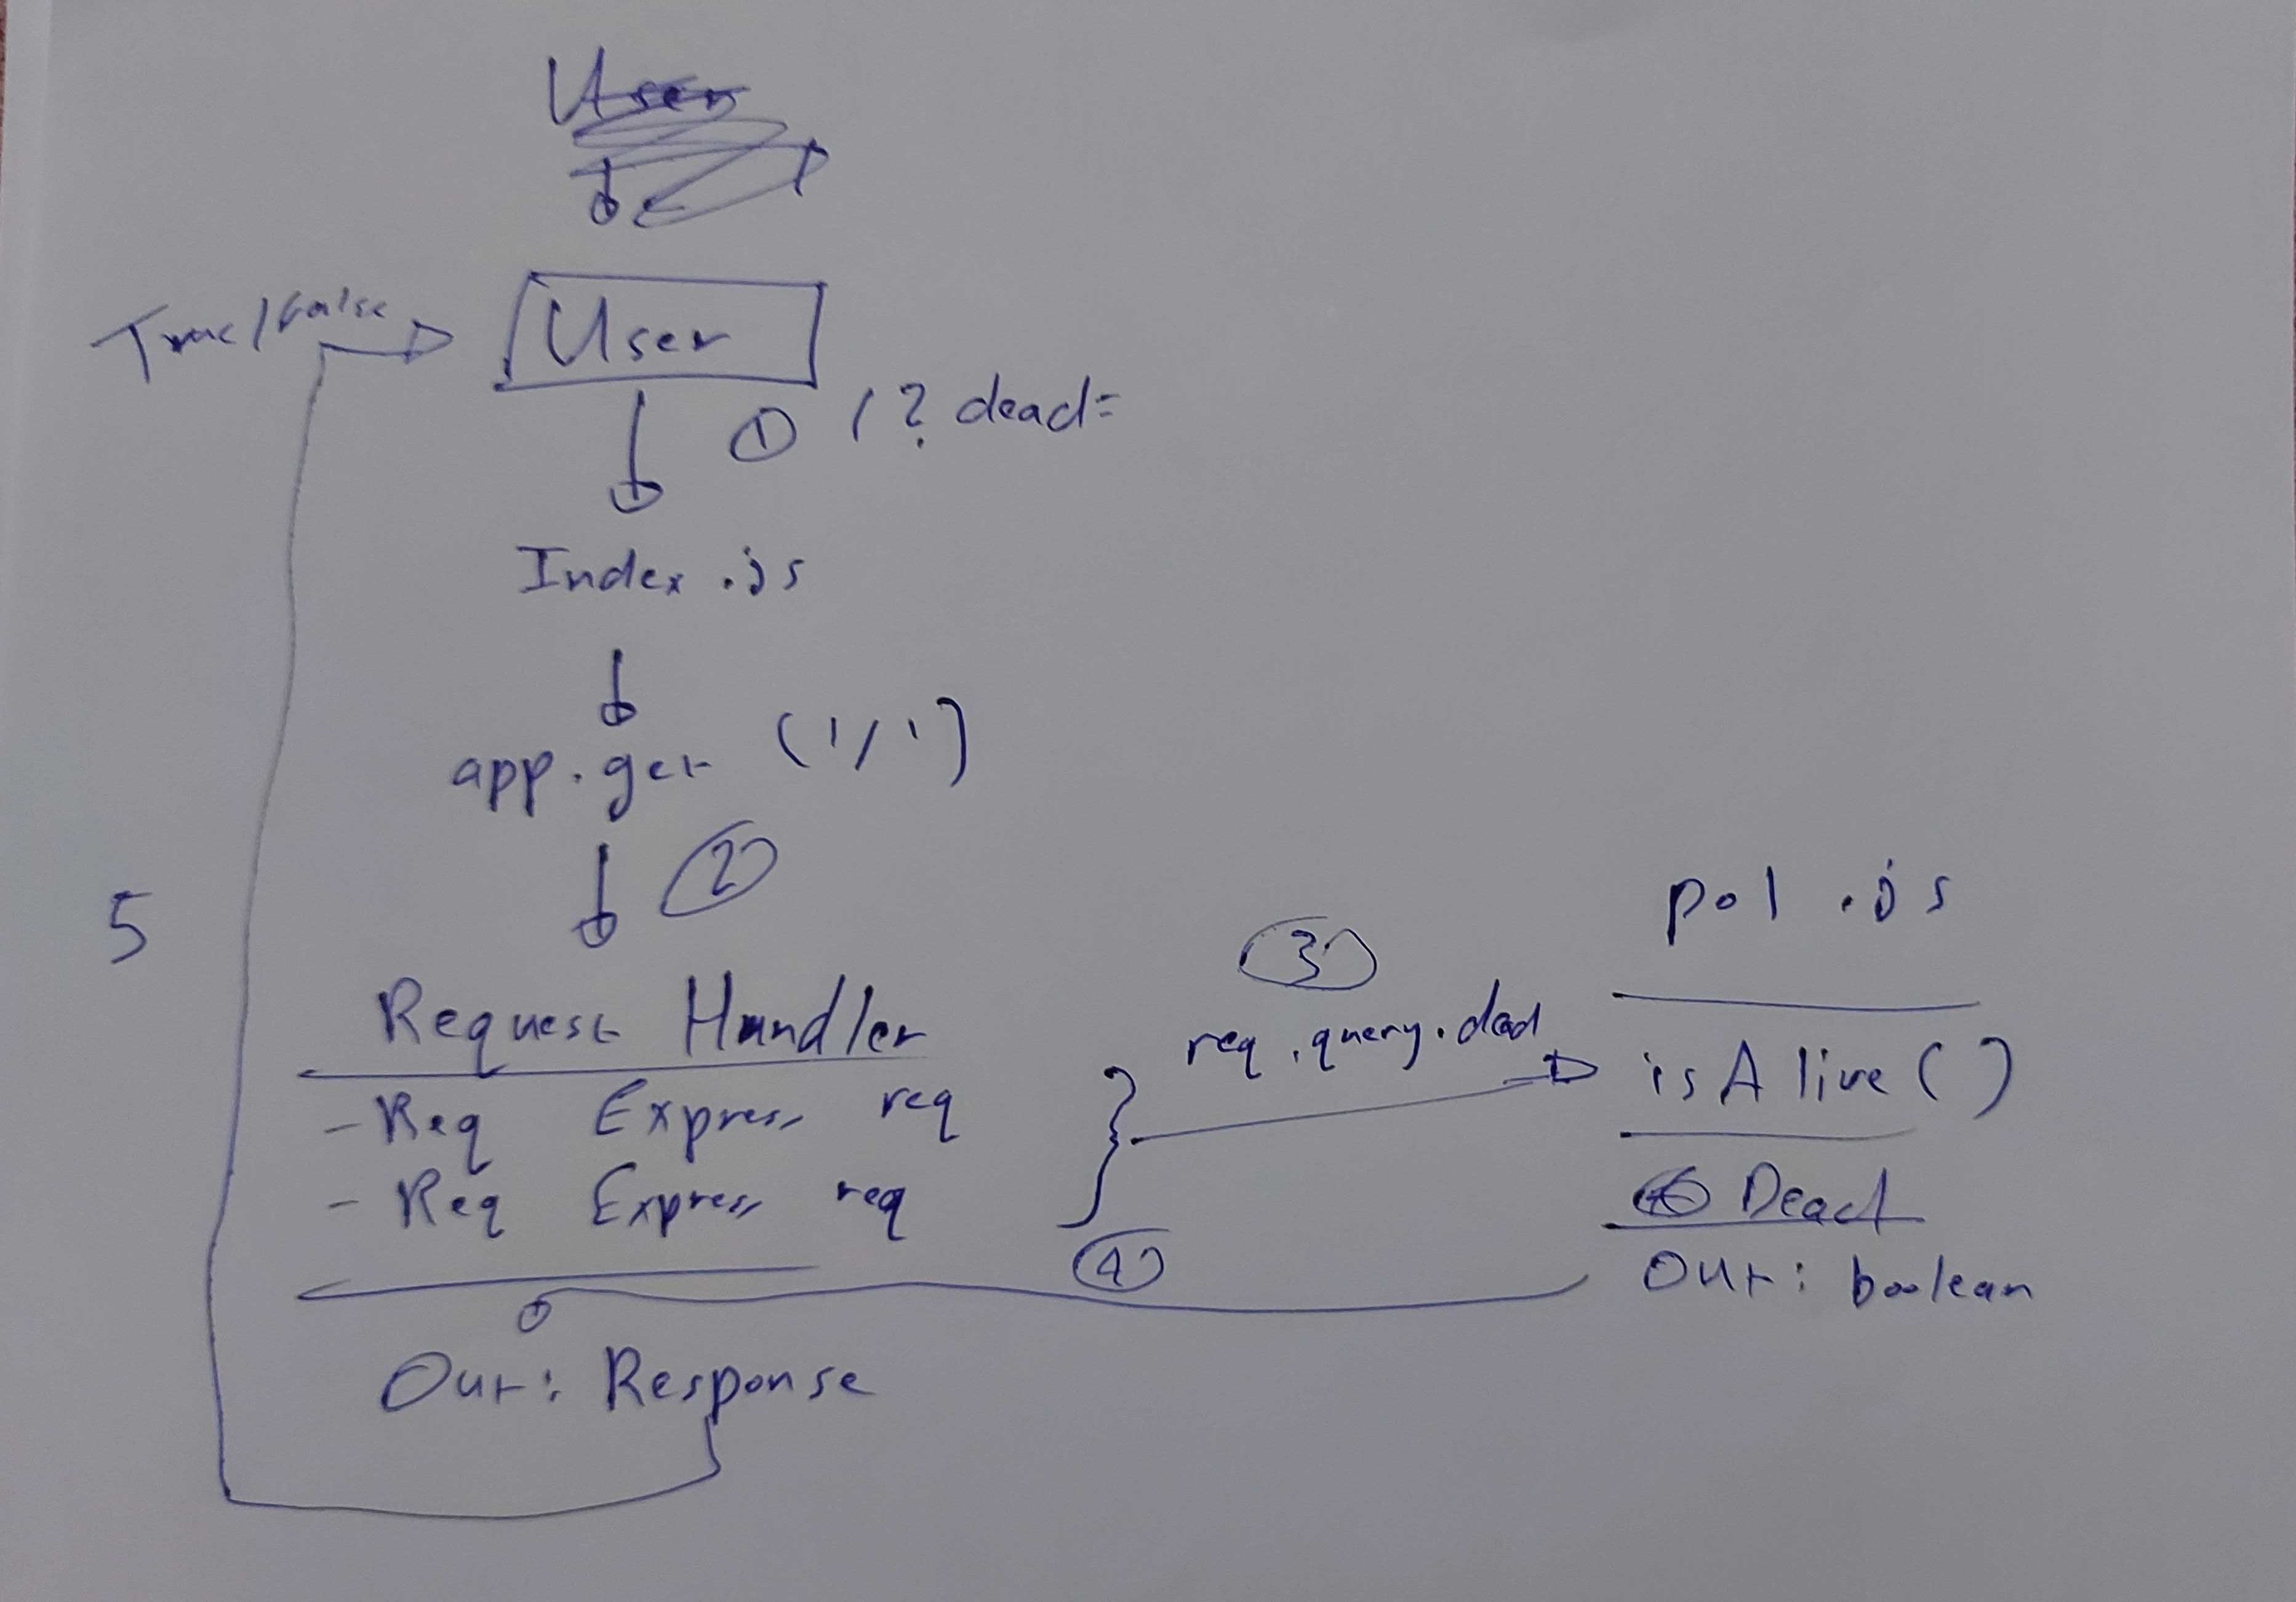 User
True/False
User
① /? dead=
Index.js
app.get ('/')
②
5
Request Handler
- Req Express req
- Req Express req
Out: Response
③
req.query.dead
④
pol.js
isAlive()
Dead
Out: boolean